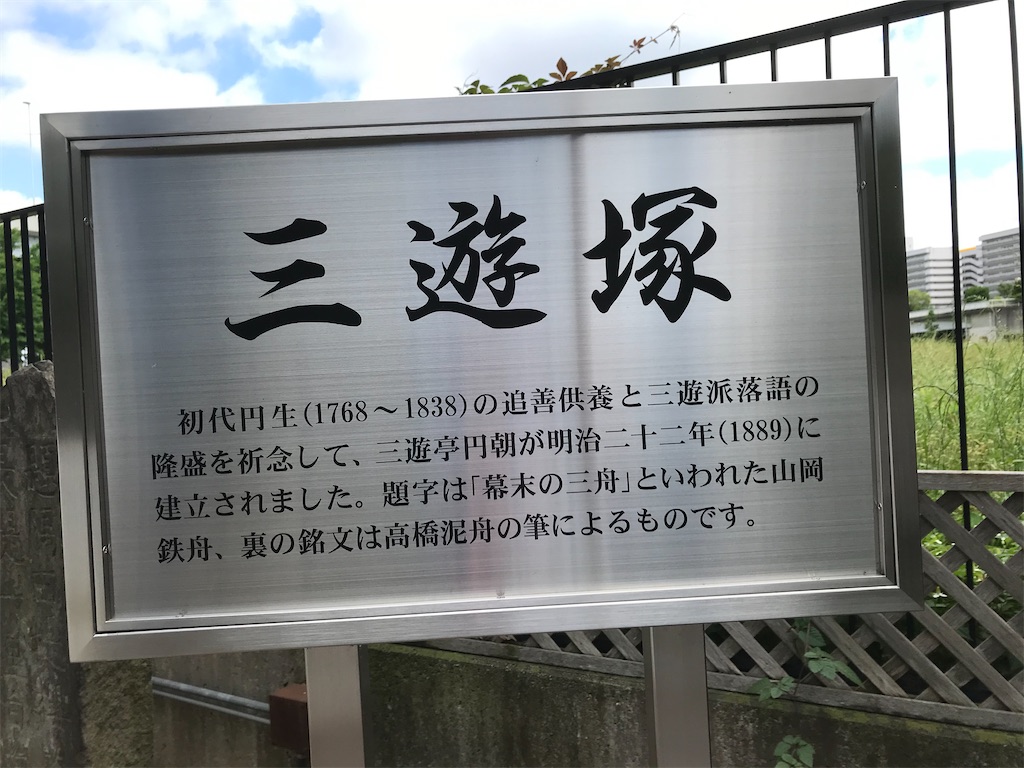 三遊塚
初代円生(1768～1838)の追善供養と三遊派落語の
隆盛を祈念して、三遊亭円朝が明治二十二年(1889)に
建立されました。題字は「幕末の三舟」といわれた山岡
鉄舟、裏の銘文は高橋泥舟の筆によるものです。